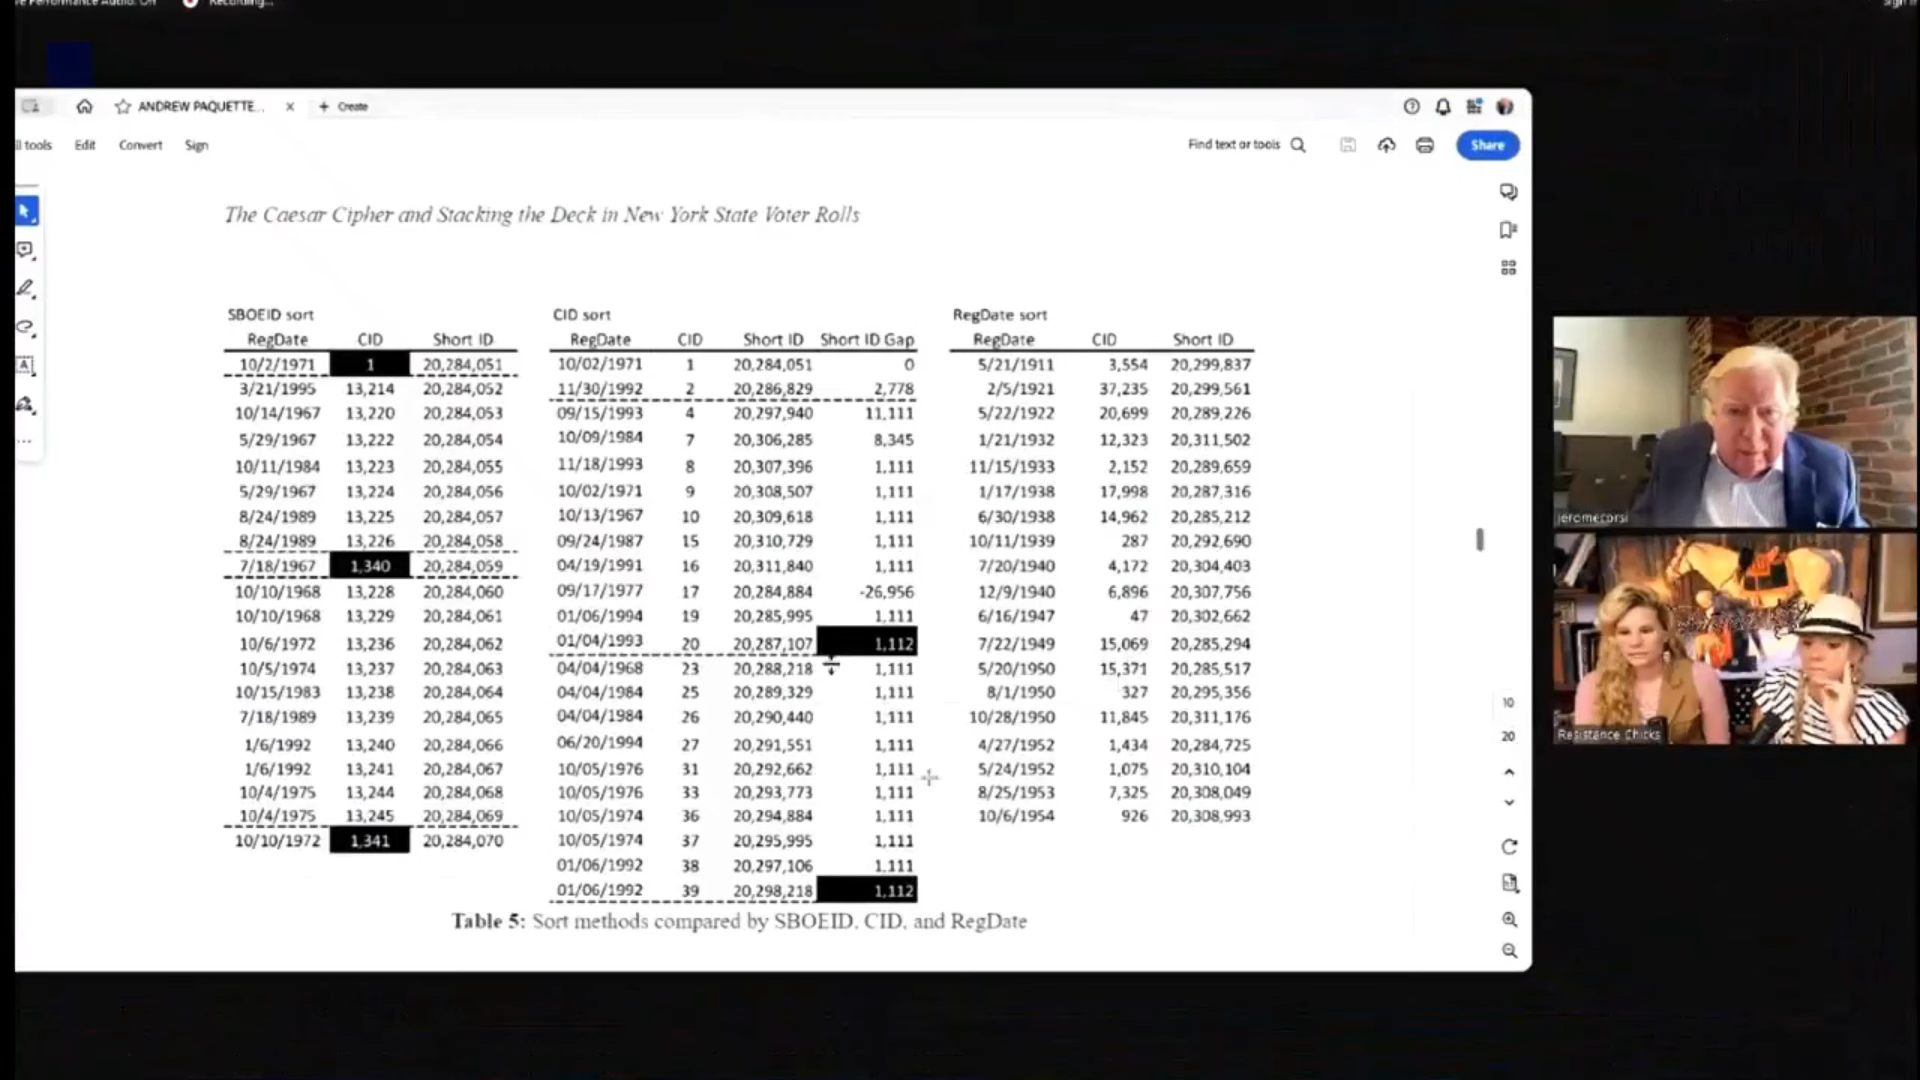 Recording...
Sign in
ANDREW PAQUETTE...
Create
ll tools
Edit
Convert
Sign
Find text or tools
Share
The Caesar Cipher and Stacking the Deck in New York State Voter Rolls
SBOEID sort
RegDate CID Short ID
10/2/1971 1 20,284,051
3/21/1995 13,214 20,284,052
10/14/1967 13,220 20,284,053
5/29/1967 13,222 20,284,054
10/11/1984 13,223 20,284,055
5/29/1967 13,224 20,284,056
8/24/1989 13,225 20,284,057
8/24/1989 13,226 20,284,058
7/18/1967 1,340 20,284,059
10/10/1968 13,228 20,284,060
10/10/1968 13,229 20,284,061
10/6/1972 13,236 20,284,062
10/5/1974 13,237 20,284,063
10/15/1983 13,238 20,284,064
7/18/1989 13,239 20,284,065
1/6/1992 13,240 20,284,066
1/6/1992 13,241 20,284,067
10/4/1975 13,244 20,284,068
10/4/1975 13,245 20,284,069
10/10/1972 1,341 20,284,070
CID sort
RegDate CID Short ID Short ID Gap
10/02/1971 1 20,284,051 0
11/30/1992 2 20,286,829 2,778
09/15/1993 4 20,297,940 11,111
10/09/1984 7 20,306,285 8,345
11/18/1993 8 20,307,396 1,111
10/02/1971 9 20,308,507 1,111
10/13/1967 10 20,309,618 1,111
09/24/1987 15 20,310,729 1,111
04/19/1991 16 20,311,840 1,111
09/17/1977 17 20,284,884 -26,956
01/06/1994 19 20,285,995 1,111
01/04/1993 20 20,287,107 1,112
04/04/1968 23 20,288,218 1,111
04/04/1984 25 20,289,329 1,111
04/04/1984 26 20,290,440 1,111
06/20/1994 27 20,291,551 1,111
10/05/1976 31 20,292,662 1,111
10/05/1976 33 20,293,773 1,111
10/05/1974 36 20,294,884 1,111
10/05/1974 37 20,295,995 1,111
01/06/1992 38 20,297,106 1,111
01/06/1992 39 20,298,218 1,112
RegDate sort
RegDate CID Short ID
5/21/1911 3,554 20,299,837
2/5/1921 37,235 20,299,561
5/22/1922 20,699 20,289,226
1/21/1932 12,323 20,311,502
11/15/1933 2,152 20,289,659
1/17/1938 17,998 20,287,316
6/30/1938 14,962 20,285,212
10/11/1939 287 20,292,690
7/20/1940 4,172 20,304,403
12/9/1940 6,896 20,307,756
6/16/1947 47 20,302,662
7/22/1949 15,069 20,285,294
5/20/1950 15,371 20,285,517
8/1/1950 327 20,295,356
10/28/1950 11,845 20,311,176
4/27/1952 1,434 20,284,725
5/24/1952 1,075 20,310,104
8/25/1953 7,325 20,308,049
10/6/1954 926 20,308,993
Table 5: Sort methods compared by SBOEID, CID, and RegDate
10
20
jeromecorsi
Resistance Chicks